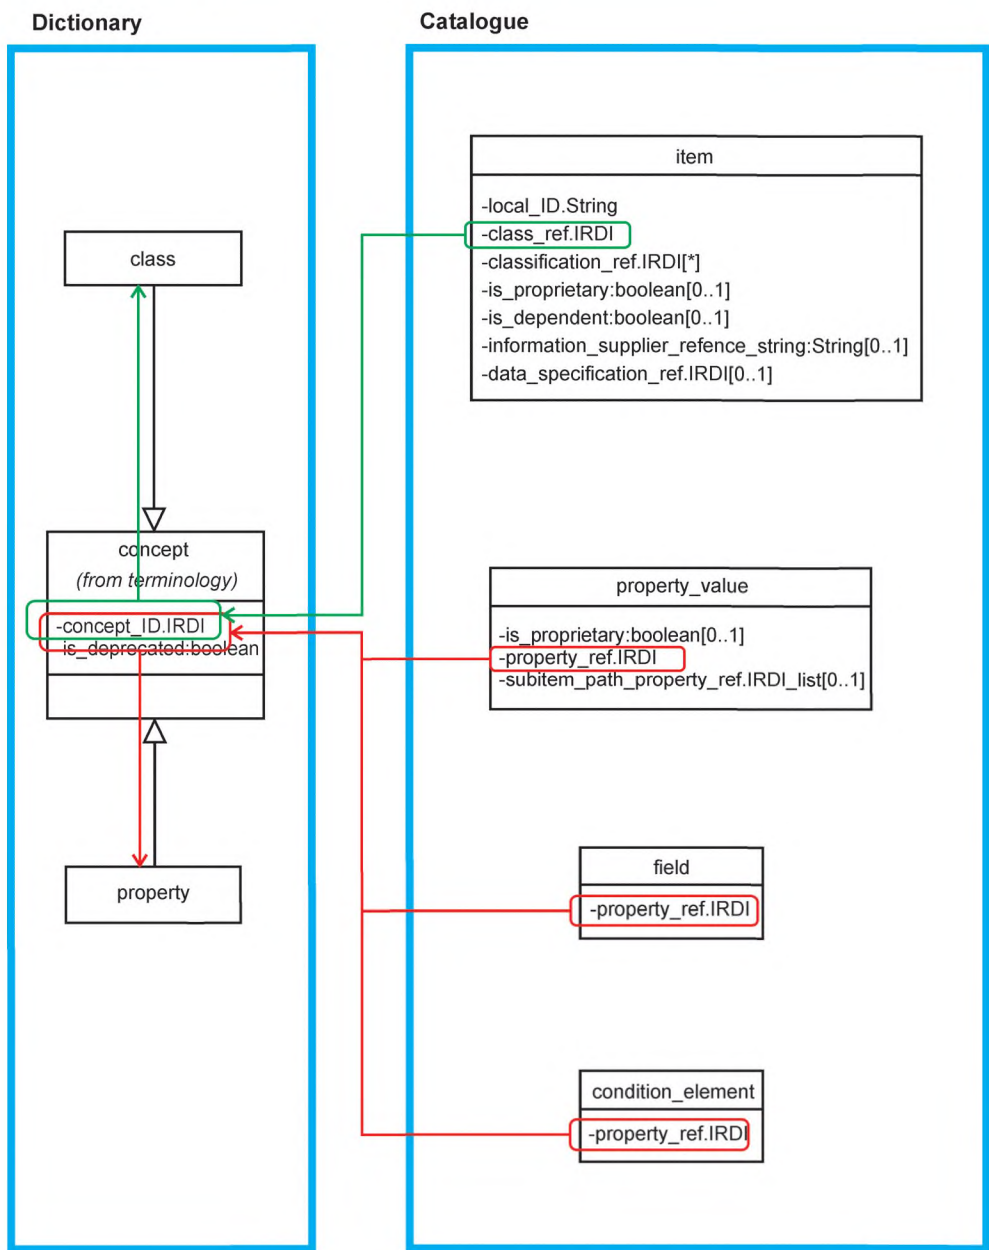 Dictionary
Catalogue
class
concept
(from terminology)
-concept_ID.IRDI
-is_deprecated:boolean
property
item
-local_ID.String
-class_ref.IRDI
-classification_ref.IRDI[*]
-is_proprietary:boolean[0..1]
-is_dependent:boolean[0..1]
-information_supplier_refence_string:String[0..1]
-data_specification_ref.IRDI[0..1]
property_value
-is_proprietary:boolean[0..1]
-property_ref.IRDI
-subitem_path_property_ref.IRDI_list[0..1]
field
-property_ref.IRDI
condition_element
-property_ref.IRDI